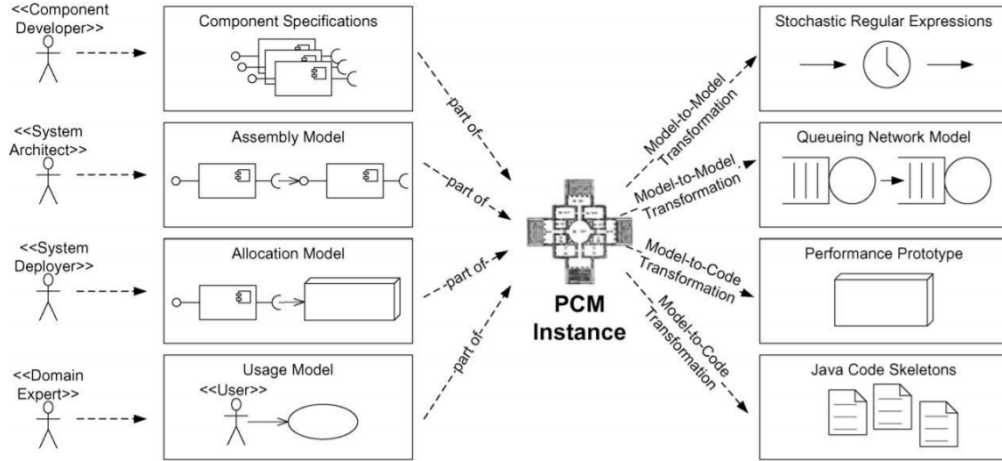 <<Component
Developer>>
Component Specifications
<<System
Architect>>
Assembly Model
<<System
Deployer>>
Allocation Model
<<Domain
Expert>>
Usage Model
<<User>>
part of
part of
part of
part of
PCM
Instance
Model-to-Model
Transformation
Model-to-Model
Transformation
Model-to-Code
Transformation
Model-to-Code
Transformation
Stochastic Regular Expressions
Queueing Network Model
Performance Prototype
Java Code Skeletons